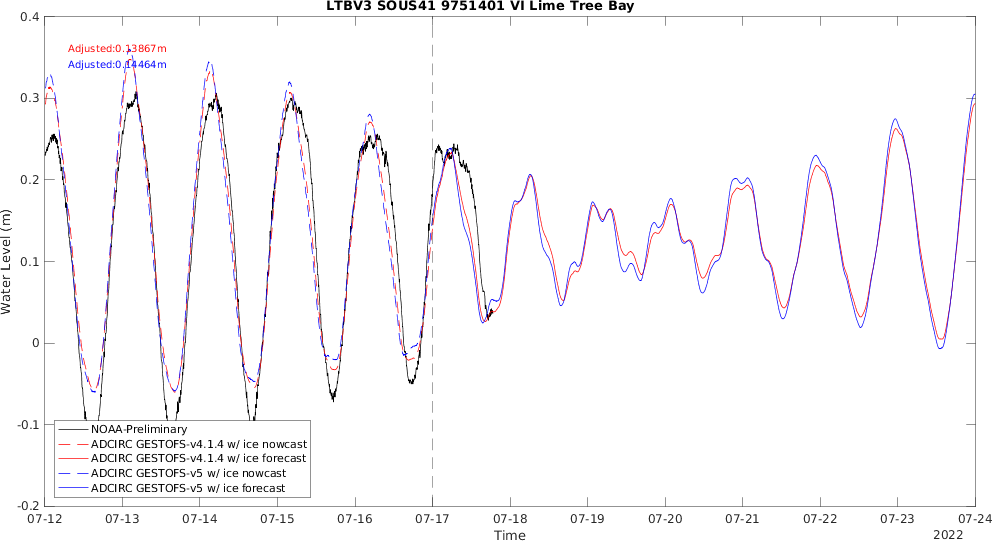 LTBV3 SOUS41 9751401 VI Lime Tree Bay
Adjusted:0.13867m
Adjusted:0.14464m
0.4
0.3
0.2
0.1
0
-0.1
-0.2
Water Level (m)
NOAA-Preliminary
ADCIRC GESTOFS-v4.1.4 w/ ice nowcast
ADCIRC GESTOFS-v4.1.4 w/ ice forecast
ADCIRC GESTOFS-v5 w/ ice nowcast
ADCIRC GESTOFS-v5 w/ ice forecast
07-12 07-13 07-14 07-15 07-16 07-17 07-18 07-19 07-20 07-21 07-22 07-23 07-24
Time
2022